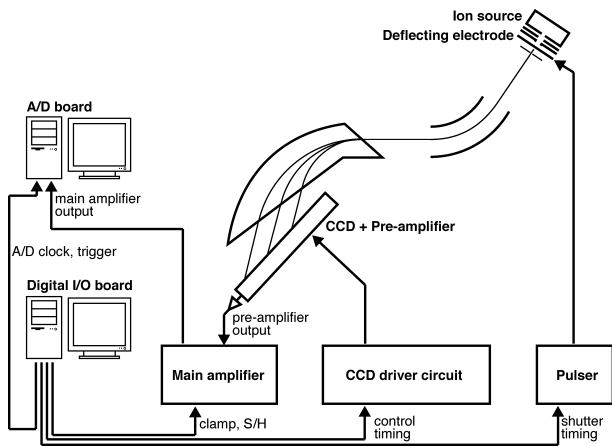 Ion source
Deflecting electrode
A/D board
main amplifier
output
CCD + Pre-amplifier
A/D clock, trigger
Digital I/O board
pre-amplifier
output
Main amplifier
CCD driver circuit
Pulser
clamp, S/H
control
timing
shutter
timing